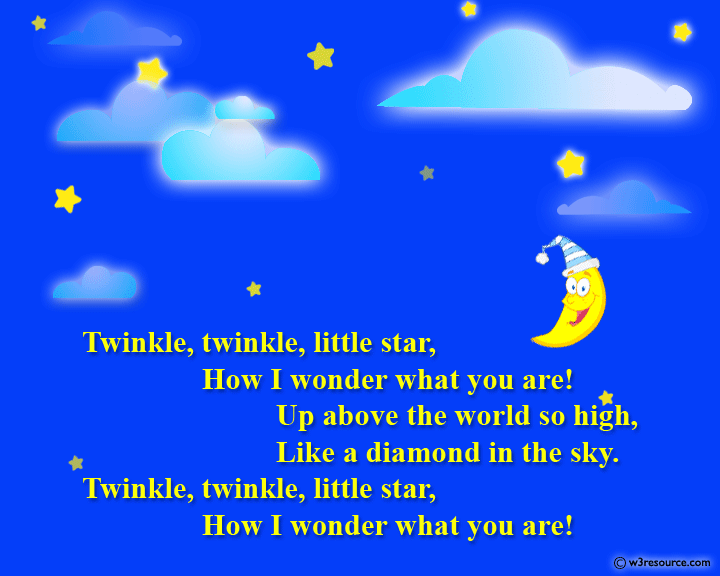 Twinkle, twinkle, little star,
How I wonder what you are!
Up above the world so high,
Like a diamond in the sky.
Twinkle, twinkle, little star,
How I wonder what you are!
© w3resource.com